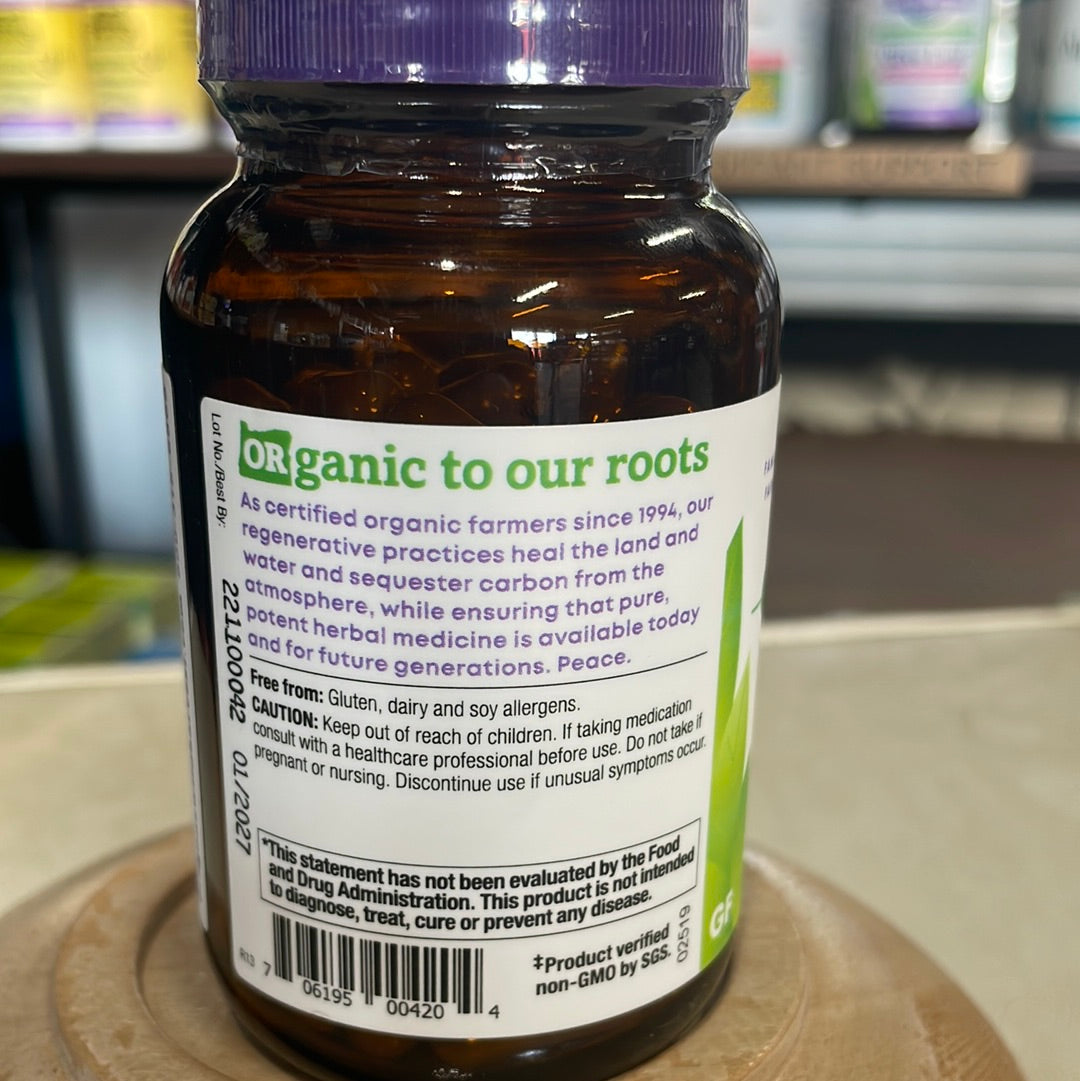 ORganic to our roots
As certified organic farmers since 1994, our
regenerative practices heal the land and
water and sequester carbon from the
atmosphere, while ensuring that pure,
potent herbal medicine is available today
and for future generations. Peace.
Free from: Gluten, dairy and soy allergens.
CAUTION: Keep out of reach of children. If taking medication
consult with a healthcare professional before use. Do not take if
pregnant or nursing. Discontinue use if unusual symptoms occur.
*This statement has not been evaluated by the Food
and Drug Administration. This product is not intended
to diagnose, treat, cure or prevent any disease.
‡Product verified
non-GMO by SGS.
02519
R13
7 06195 00420 4
Lot No./Best By:
221100042 01/2027
GF